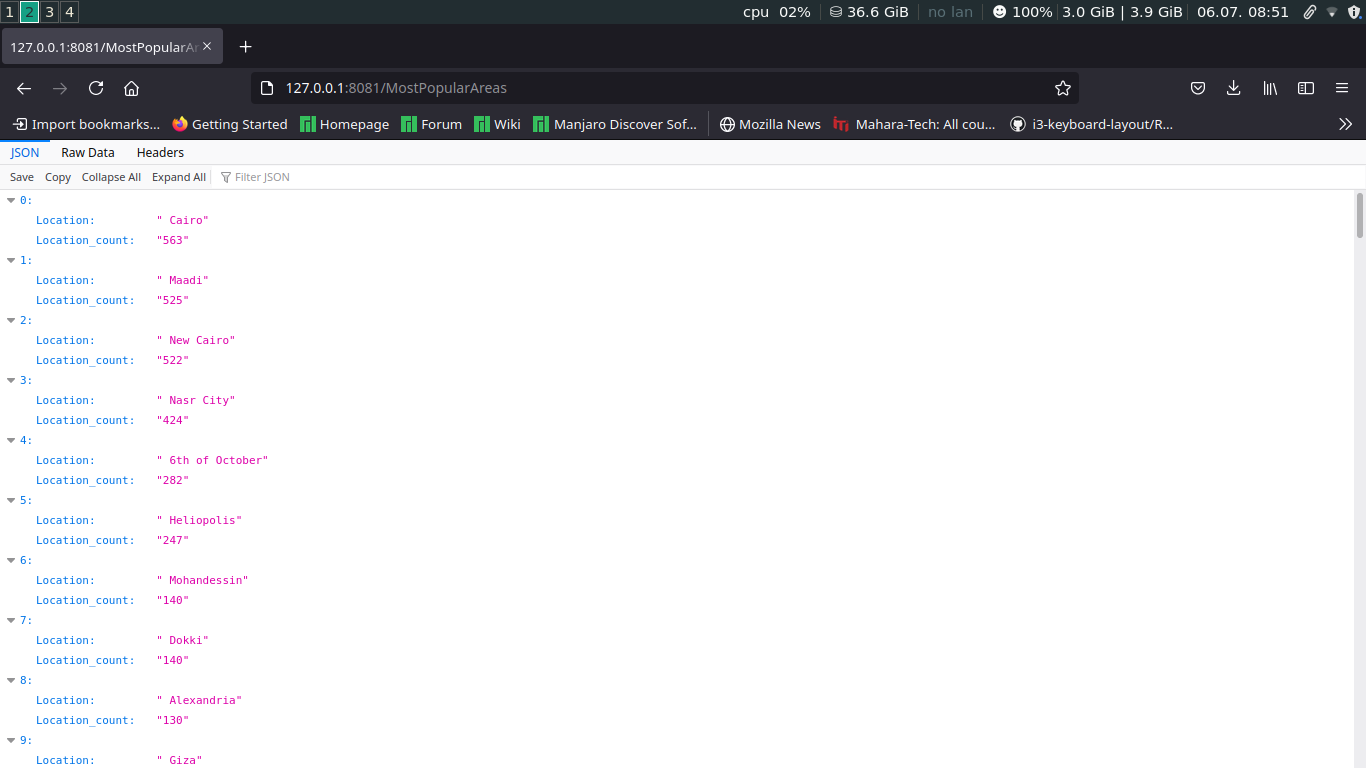 1 2 3 4 cpu 02% 36.6 GiB no lan 100% 3.0 GiB | 3.9 GiB 06.07. 08:51
127.0.0.1:8081/MostPopularAr
127.0.0.1:8081/MostPopularAreas
Import bookmarks... Getting Started Homepage Forum Wiki Manjaro Discover Sof... Mozilla News Mahara-Tech: All cou... i3-keyboard-layout/R...
JSON Raw Data Headers
Save Copy Collapse All Expand All Filter JSON
0:
Location: " Cairo"
Location_count: "563"
1:
Location: " Maadi"
Location_count: "525"
2:
Location: " New Cairo"
Location_count: "522"
3:
Location: " Nasr City"
Location_count: "424"
4:
Location: " 6th of October"
Location_count: "282"
5:
Location: " Heliopolis"
Location_count: "247"
6:
Location: " Mohandessin"
Location_count: "140"
7:
Location: " Dokki"
Location_count: "140"
8:
Location: " Alexandria"
Location_count: "130"
9:
Location: " Giza"